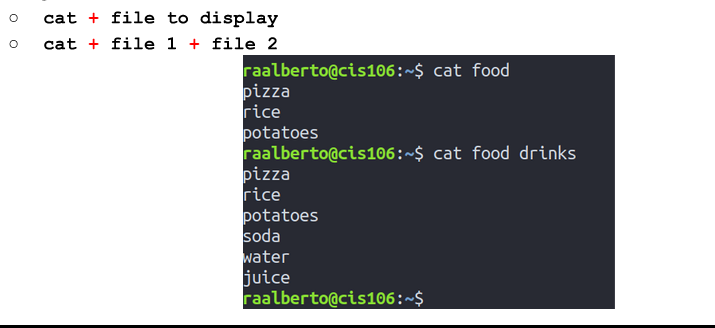 ○ cat + file to display
○ cat + file 1 + file 2
raalberto@cis106:~$ cat food
pizza
rice
potatoes
raalberto@cis106:~$ cat food drinks
pizza
rice
potatoes
soda
water
juice
raalberto@cis106:~$